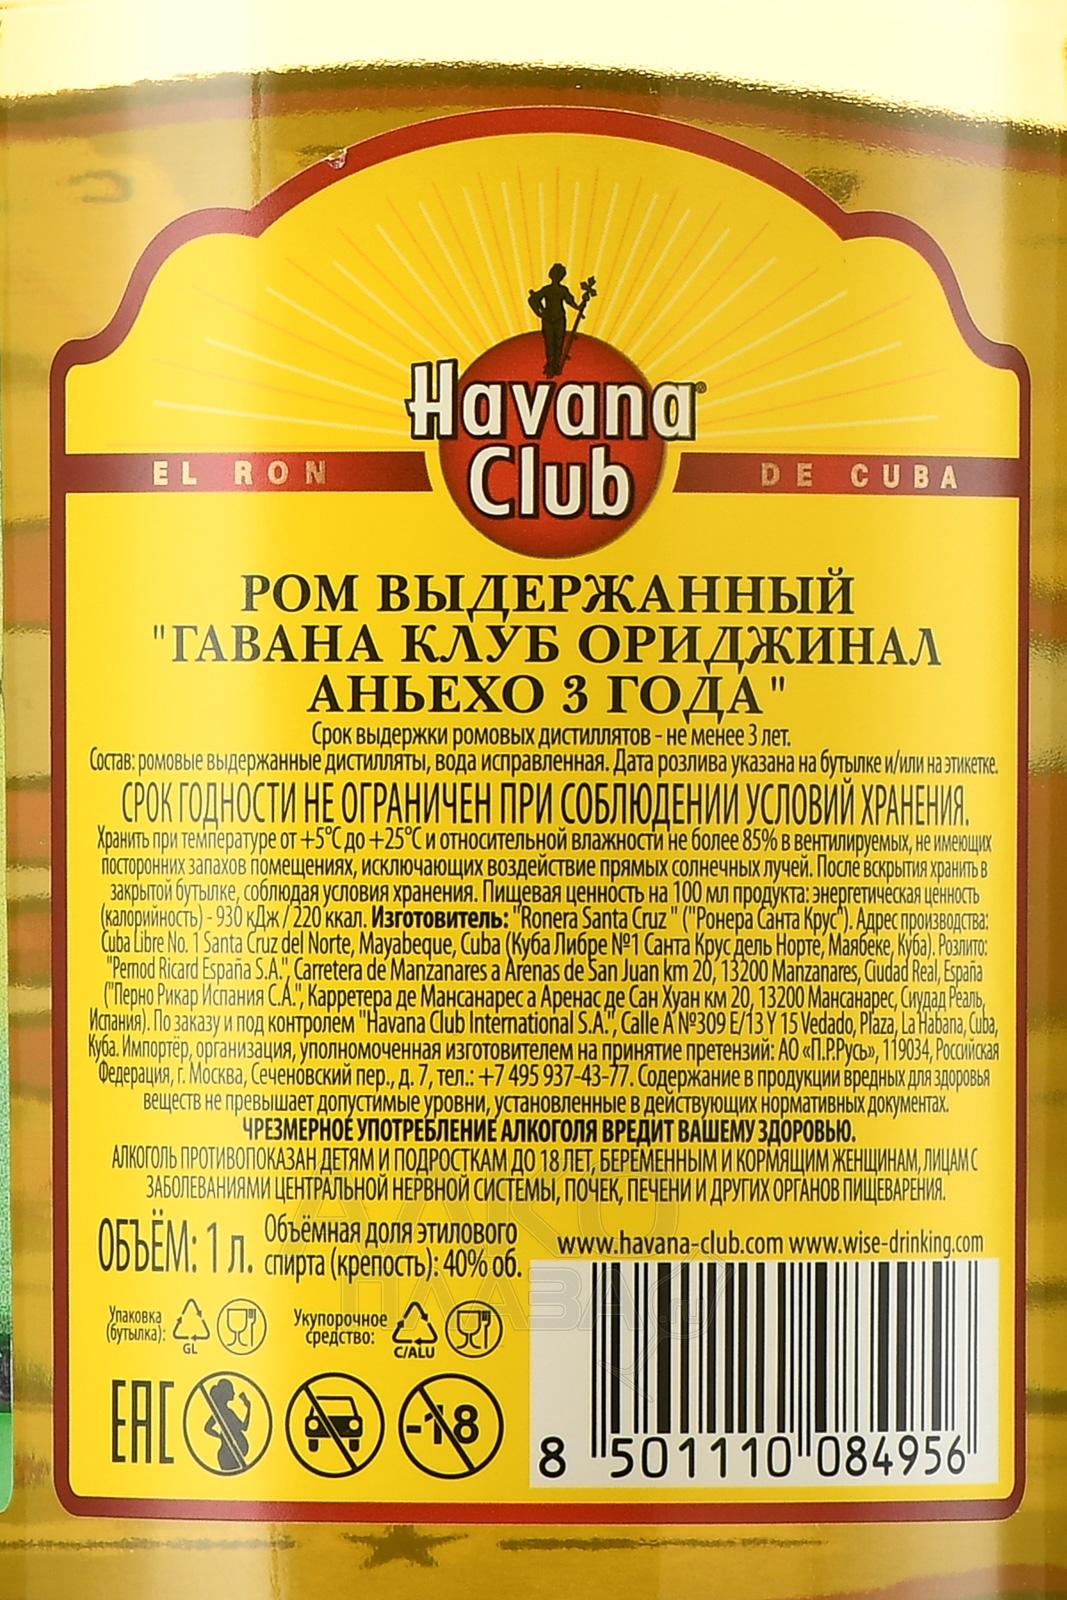 Havana®
Club
EL RON DE CUBA
РОМ ВЫДЕРЖАННЫЙ
"ГАВАНА КЛУБ ОРИДЖИНАЛ
АНЬЕХО 3 ГОДА"
Срок выдержки ромовых дистиллятов - не менее 3 лет.
Состав: ромовые выдержанные дистилляты, вода исправленная. Дата розлива указана на бутылке и/или на этикетке.
СРОК ГОДНОСТИ НЕ ОГРАНИЧЕН ПРИ СОБЛЮДЕНИИ УСЛОВИЙ ХРАНЕНИЯ.
Хранить при температуре от +5°С до +25°С и относительной влажности не более 85% в вентилируемых, не имеющих
посторонних запахов помещениях, исключающих воздействие прямых солнечных лучей. После вскрытия хранить в
закрытой бутылке, соблюдая условия хранения. Пищевая ценность на 100 мл продукта: энергетическая ценность
(калорийность) - 930 кДж / 220 ккал. Изготовитель: "Ronera Santa Cruz" ("Ронера Санта Крус"). Адрес производства:
Cuba Libre No. 1 Santa Cruz del Norte, Mayabeque, Cuba (Куба Либре №1 Санта Крус дель Норте, Маябеке, Куба). Розлито:
"Pernod Ricard España S.A.", Carretera de Manzanares a Arenas de San Juan km 20, 13200 Manzanares, Ciudad Real, España
("Перно Рикар Испания С.А.", Карретера де Мансанарес а Аренас де Сан Хуан км 20, 13200 Мансанарес, Сиудад Реаль,
Испания). По заказу и под контролем "Havana Club International S.A.", Calle A №309 E/13 Y 15 Vedado, Plaza, La Habana, Cuba,
Куба. Импортёр, организация, уполномоченная изготовителем на принятие претензий: АО «П.Р.Русь», 119034, Российская
Федерация, г. Москва, Сеченовский пер., д. 7, тел.: +7 495 937-43-77. Содержание в продукции вредных для здоровья
веществ не превышает допустимые уровни, установленные в действующих нормативных документах.
ЧРЕЗМЕРНОЕ УПОТРЕБЛЕНИЕ АЛКОГОЛЯ ВРЕДИТ ВАШЕМУ ЗДОРОВЬЮ.
АЛКОГОЛЬ ПРОТИВОПОКАЗАН ДЕТЯМ И ПОДРОСТКАМ ДО 18 ЛЕТ, БЕРЕМЕННЫМ И КОРМЯЩИМ ЖЕНЩИНАМ, ЛИЦАМ С
ЗАБОЛЕВАНИЯМИ ЦЕНТРАЛЬНОЙ НЕРВНОЙ СИСТЕМЫ, ПОЧЕК, ПЕЧЕНИ И ДРУГИХ ОРГАНОВ ПИЩЕВАРЕНИЯ.
ОБЪЁМ: 1 л. Объёмная доля этилового
спирта (крепость): 40% об.
www.havana-club.com www.wise-drinking.com
Упаковка
(бутылка):
GL
Укупорочное
средство:
C/ALU
EAC
-18
8 501110 084956
АЛКО
ПЛАЗА.ru